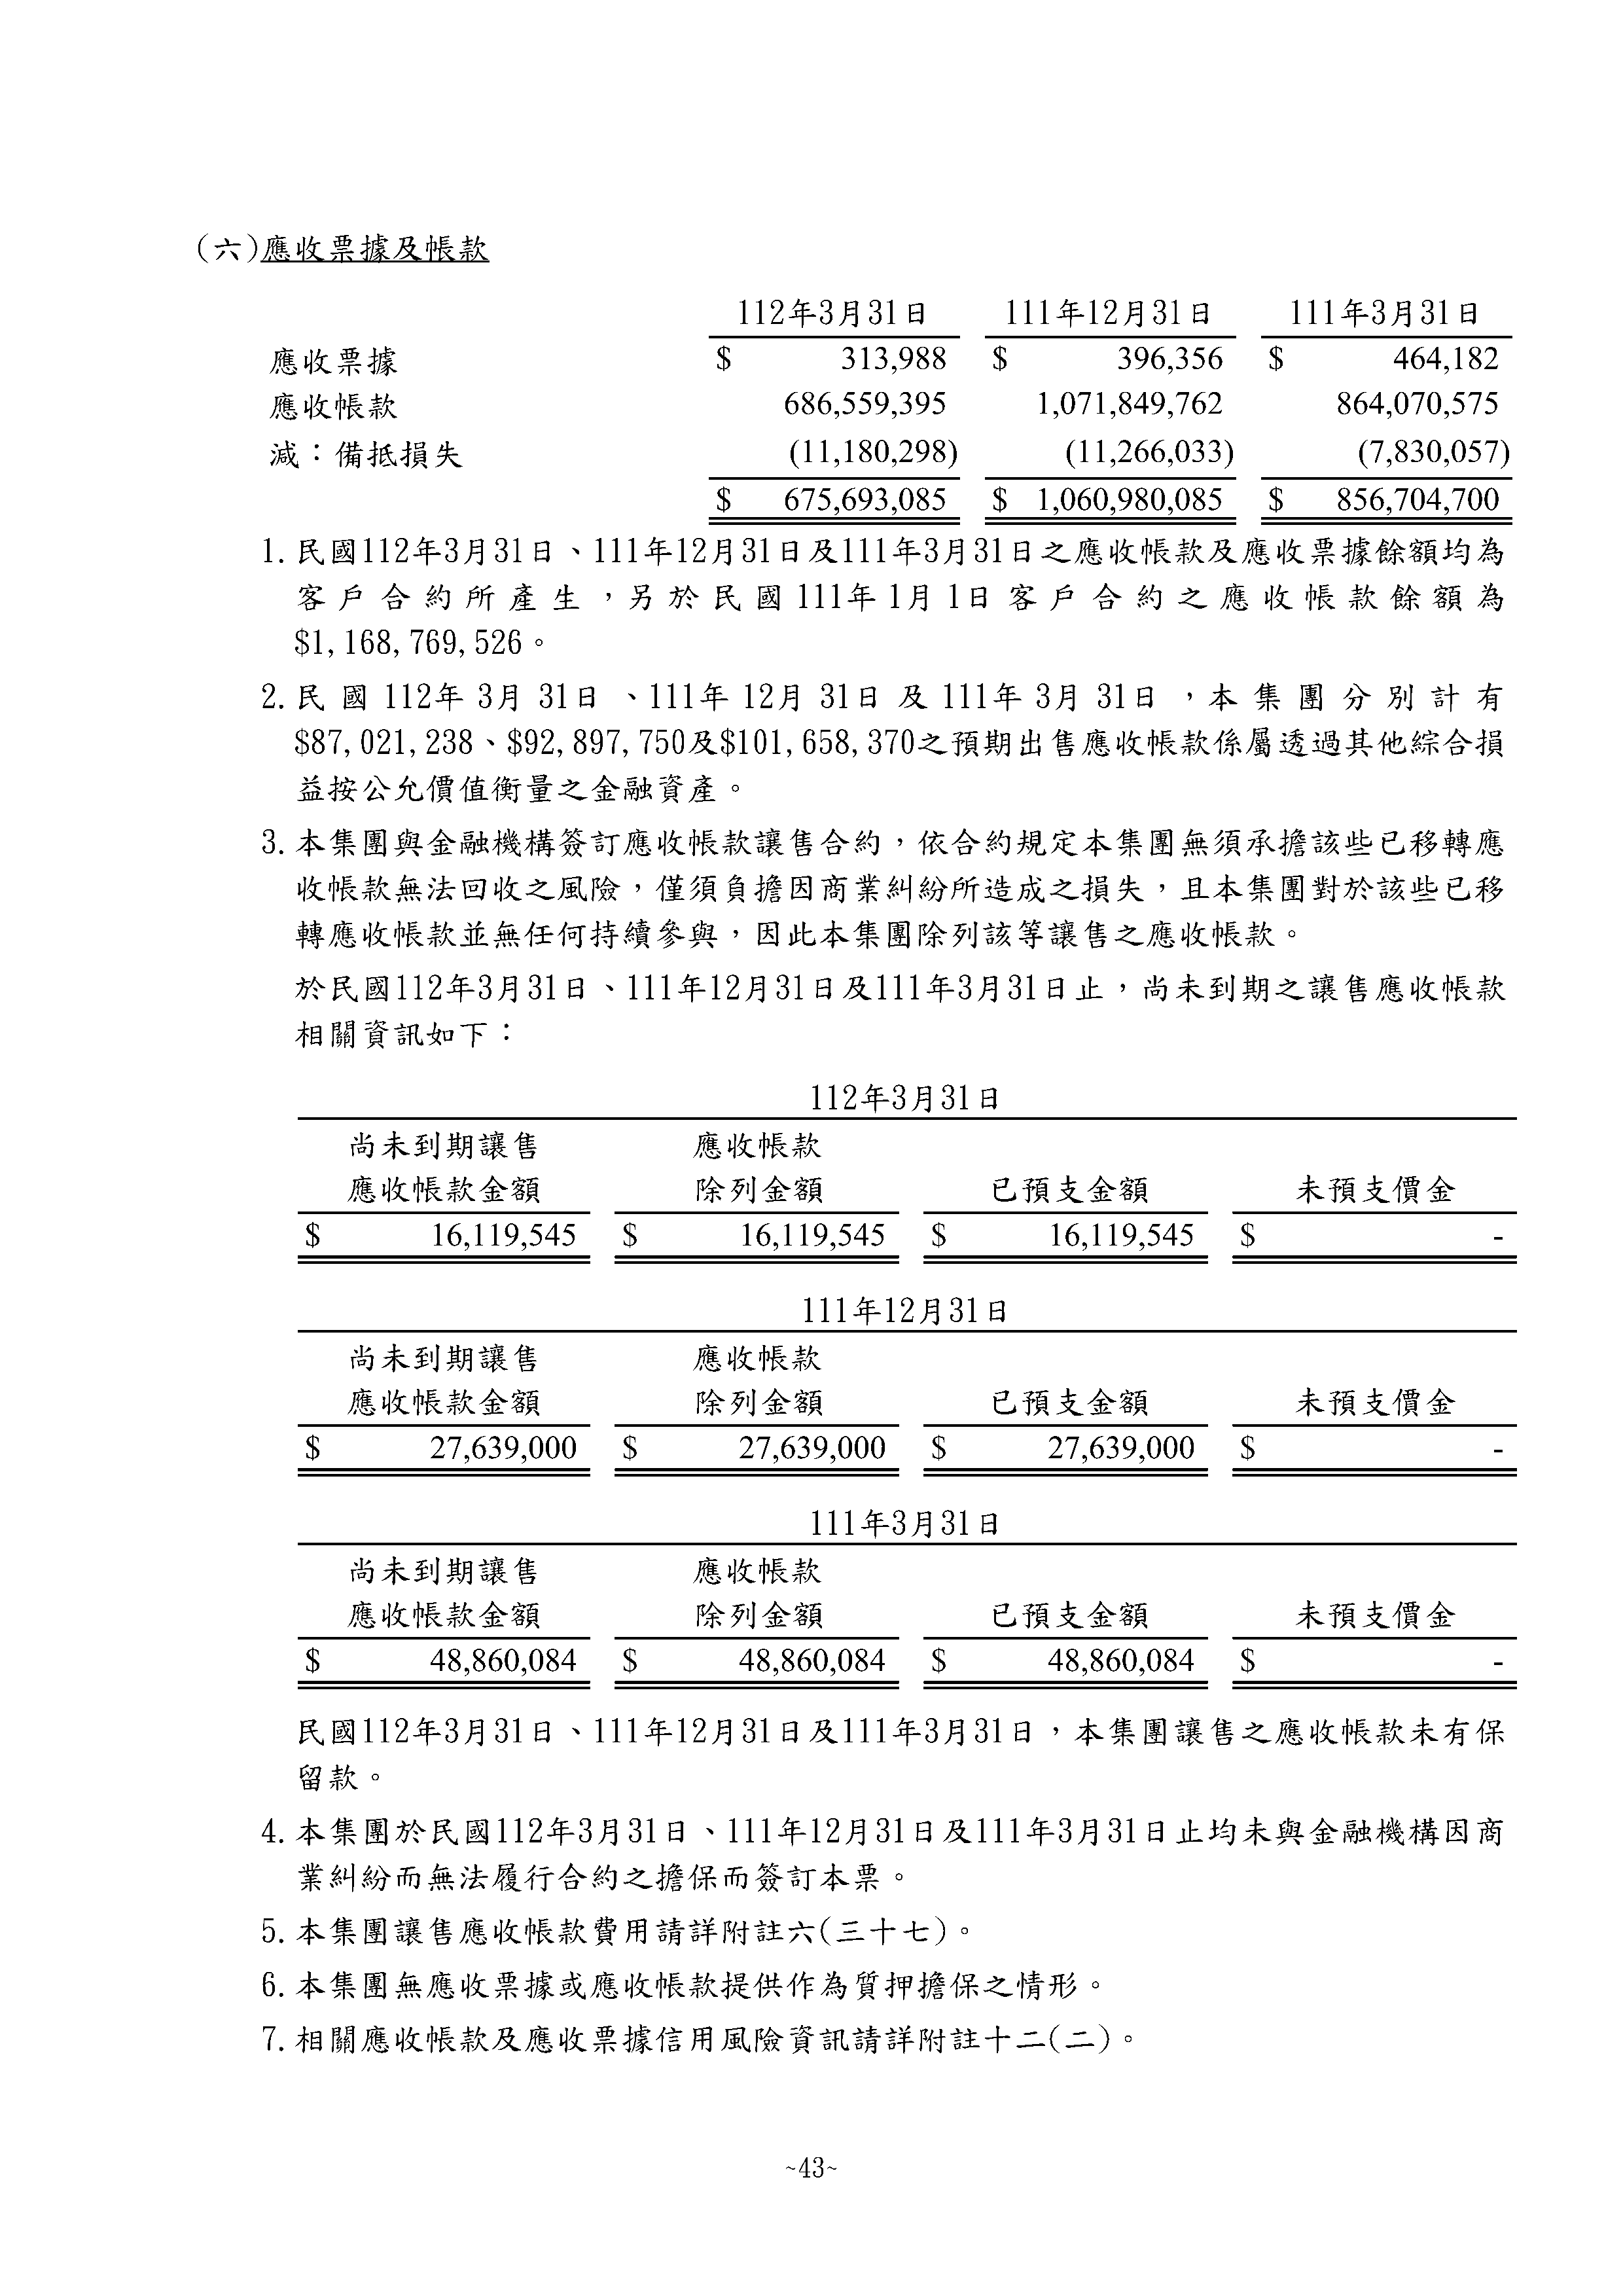 (六)應收票據及帳款
112年3月31日 111年12月31日 111年3月31日
應收票據 $ 313,988 $ 396,356 $ 464,182
應收帳款 686,559,395 1,071,849,762 864,070,575
減：備抵損失 (11,180,298) (11,266,033) (7,830,057)
$ 675,693,085 $ 1,060,980,085 $ 856,704,700
1. 民國112年3月31日、111年12月31日及111年3月31日之應收帳款及應收票據餘額均為
客戶合約所產生，另於民國111年1月1日客戶合約之應收帳款餘額為
$1,168,769,526。
2. 民國112年3月31日、111年12月31日及111年3月31日，本集團分別計有
$87,021,238、$92,897,750及$101,658,370之預期出售應收帳款係屬透過其他綜合損
益按公允價值衡量之金融資產。
3. 本集團與金融機構簽訂應收帳款讓售合約，依合約規定本集團無須承擔該些已移轉應
收帳款無法回收之風險，僅須負擔因商業糾紛所造成之損失，且本集團對於該些已移
轉應收帳款並無任何持續參與，因此本集團除列該等讓售之應收帳款。
於民國112年3月31日、111年12月31日及111年3月31日止，尚未到期之讓售應收帳款
相關資訊如下：
112年3月31日
尚未到期讓售 應收帳款
應收帳款金額 除列金額 已預支金額 未預支價金
$ 16,119,545 $ 16,119,545 $ 16,119,545 $ -
111年12月31日
尚未到期讓售 應收帳款
應收帳款金額 除列金額 已預支金額 未預支價金
$ 27,639,000 $ 27,639,000 $ 27,639,000 $ -
111年3月31日
尚未到期讓售 應收帳款
應收帳款金額 除列金額 已預支金額 未預支價金
$ 48,860,084 $ 48,860,084 $ 48,860,084 $ -
民國112年3月31日、111年12月31日及111年3月31日，本集團讓售之應收帳款未有保
留款。
4. 本集團於民國112年3月31日、111年12月31日及111年3月31日止均未與金融機構因商
業糾紛而無法履行合約之擔保而簽訂本票。
5. 本集團讓售應收帳款費用請詳附註六(三十七)。
6. 本集團無應收票據或應收帳款提供作為質押擔保之情形。
7. 相關應收帳款及應收票據信用風險資訊請詳附註十二(二)。
~43~